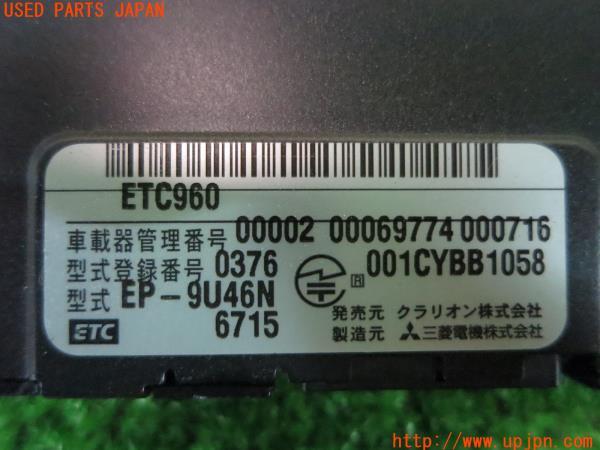 USED PARTS JAPAN
ETC960
車載器管理番号 00002 00069774 000716
型式登録番号 0376 R 001CYBB1058
型式 EP-9U46N
6715
発売元 クラリオン株式会社
ETC
製造元 三菱電機株式会社
http://www.upjpn.com/